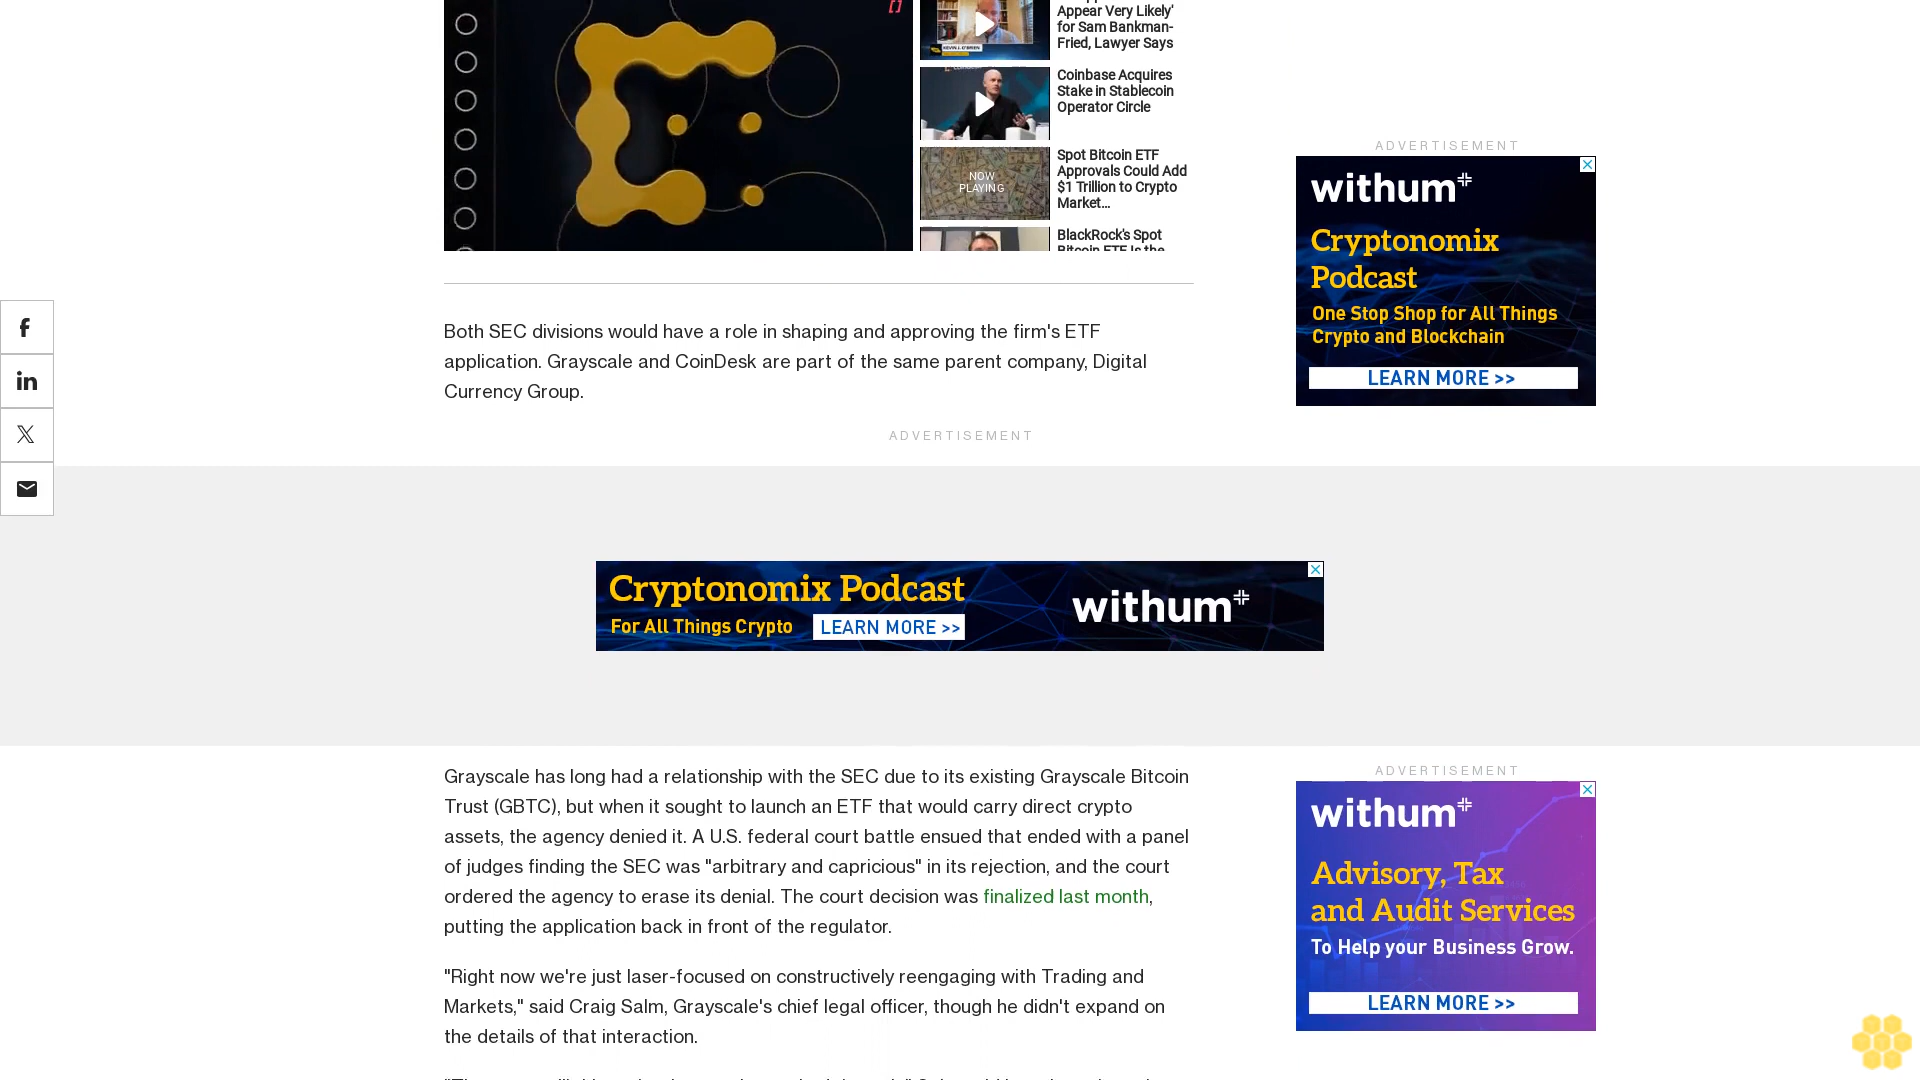 Appear Very Likely'
for Sam Bankman-
Fried, Lawyer Says
KEVIN J. O'BRIEN
Coinbase Acquires
Stake in Stablecoin
Operator Circle
NOW
PLAYING
Spot Bitcoin ETF
Approvals Could Add
$1 Trillion to Crypto
Market...
BlackRock's Spot
Bitcoin ETF Is the
ADVERTISEMENT
withum
Cryptonomix
Podcast
One Stop Shop for All Things
Crypto and Blockchain
LEARN MORE >>
Both SEC divisions would have a role in shaping and approving the firm's ETF
application. Grayscale and CoinDesk are part of the same parent company, Digital
Currency Group.
ADVERTISEMENT
Cryptonomix Podcast
For All Things Crypto
LEARN MORE >>
withum
Grayscale has long had a relationship with the SEC due to its existing Grayscale Bitcoin
Trust (GBTC), but when it sought to launch an ETF that would carry direct crypto
assets, the agency denied it. A U.S. federal court battle ensued that ended with a panel
of judges finding the SEC was "arbitrary and capricious" in its rejection, and the court
ordered the agency to erase its denial. The court decision was finalized last month,
putting the application back in front of the regulator.
"Right now we're just laser-focused on constructively reengaging with Trading and
Markets," said Craig Salm, Grayscale's chief legal officer, though he didn't expand on
the details of that interaction.
ADVERTISEMENT
withum
Advisory, Tax
and Audit Services
To Help your Business Grow.
LEARN MORE >>